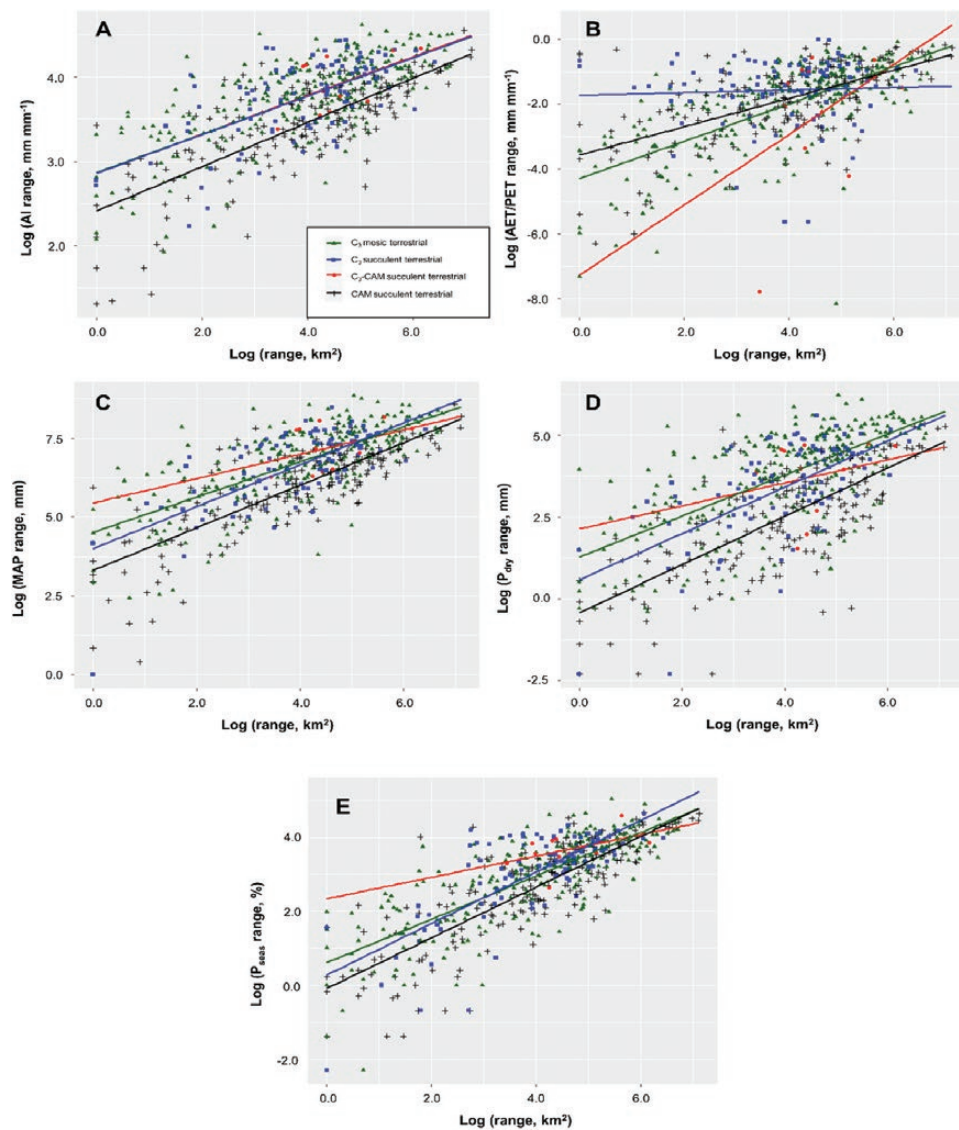 A
Log (AI range, mm mm⁻¹)
4.0
3.0
2.0
0.0 2.0 4.0 6.0
Log (range, km²)
C₃ mosic terrestrial
C₃ succulent terrestrial
C₃-CAM succulent terrestrial
CAM succulent terrestrial
B
Log (AET/PET range, mm mm⁻¹)
0.0
-2.0
-4.0
-6.0
-8.0
0.0 2.0 4.0 6.0
Log (range, km²)
C
Log (MAP range, mm)
7.5
5.0
2.5
0.0
0.0 2.0 4.0 6.0
Log (range, km²)
D
Log (Pdry range, mm)
5.0
2.5
0.0
-2.5
0.0 2.0 4.0 6.0
Log (range, km²)
E
Log (Pseas range, %)
4.0
2.0
0.0
-2.0
0.0 2.0 4.0 6.0
Log (range, km²)